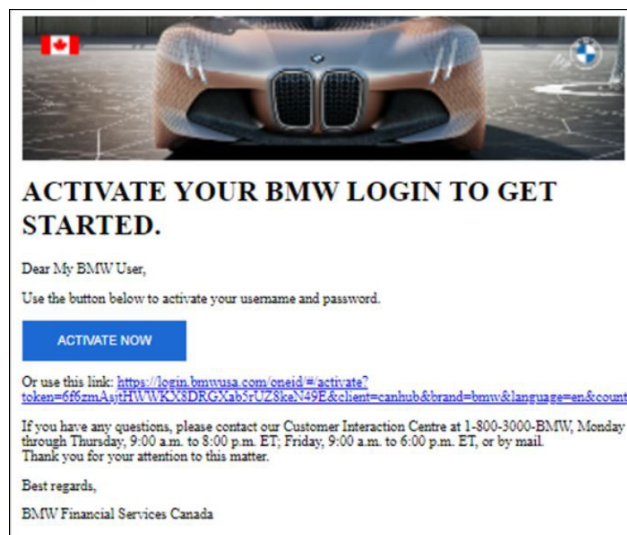 ACTIVATE YOUR BMW LOGIN TO GET
STARTED.
Dear My BMW User,
Use the button below to activate your username and password.
ACTIVATE NOW
Or use this link: https://login.bmwusa.com/oneid/#/activate?
token=6f6zmAsjtHWWKX8DRGXab5rUZ8keN49E&client=canhub&brand=bmw&language=en&count
If you have any questions, please contact our Customer Interaction Centre at 1-800-3000-BMW, Monday
through Thursday, 9:00 a.m. to 8:00 p.m. ET; Friday, 9:00 a.m. to 6:00 p.m. ET, or by mail.
Thank you for your attention to this matter.
Best regards,
BMW Financial Services Canada